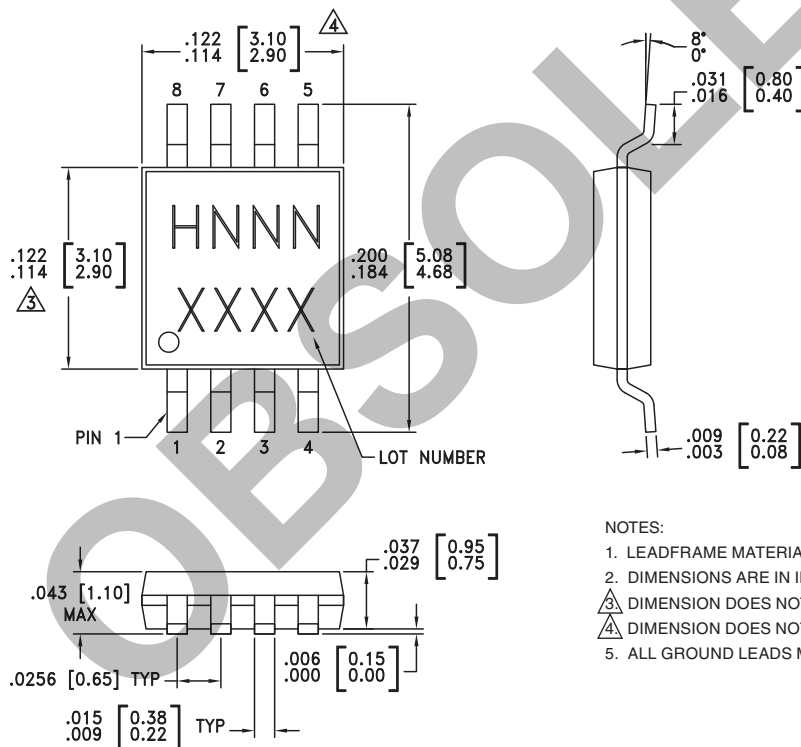 .122 [3.10]
.114 [2.90]
4
8 7 6 5
HNNN
XXXX
.122 [3.10]
.114 [2.90]
3
.200 [5.08]
.184 [4.68]
PIN 1
1 2 3 4
LOT NUMBER
8°
0°
.031 [0.80]
.016 [0.40]
.009 [0.22]
.003 [0.08]
.043 [1.10]
MAX
.037 [0.95]
.029 [0.75]
.0256 [0.65] TYP
.006 [0.15]
.000 [0.00]
.015 [0.38] TYP
.009 [0.22]
NOTES:
1. LEADFRAME MATERIA
2. DIMENSIONS ARE IN I
3. DIMENSION DOES NO
4. DIMENSION DOES NO
5. ALL GROUND LEADS
OBSOLE